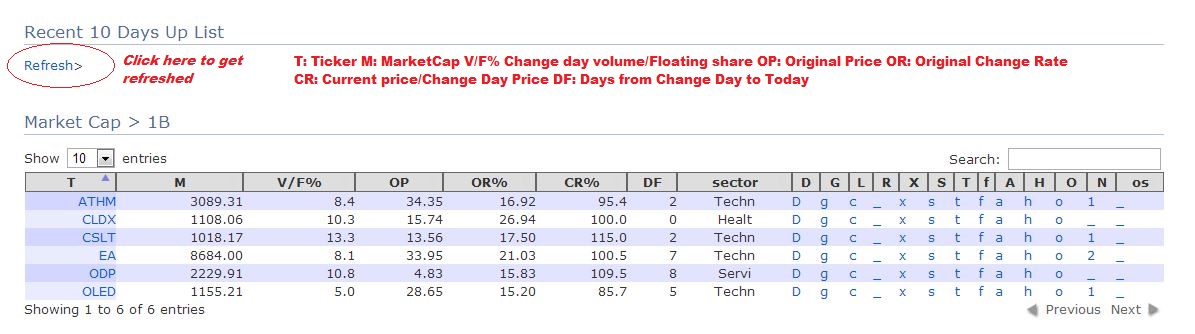 Recent 10 Days Up List
Refresh> Click here to get refreshed T: Ticker M: MarketCap V/F% Change day volume/Floating share OP: Original Price OR: Original Change Rate
CR: Current price/Change Day Price DF: Days from Change Day to Today
Market Cap > 1B
Show 10 entries Search:
T M V/F% OP OR% CR% DF sector D G L R X S T f A H O N os
ATHM 3089.31 8.4 34.35 16.92 95.4 2 Techn D g c _ x s t f a h o 1 _
CLDX 1108.06 10.3 15.74 26.94 100.0 0 Healt D g c _ x s t f a h o _ _
CSLT 1018.17 13.3 13.56 17.50 115.0 2 Techn D g c _ x s t f a h o 1 _
EA 8684.00 8.1 33.95 21.03 100.5 7 Techn D g c _ x s t f a h o 2 _
ODP 2229.91 10.8 4.83 15.83 109.5 8 Servi D g c _ x s t f a h o _ _
OLED 1155.21 5.0 28.65 15.20 85.7 5 Techn D g c _ x s t f a h o 1 _
Showing 1 to 6 of 6 entries Previous Next